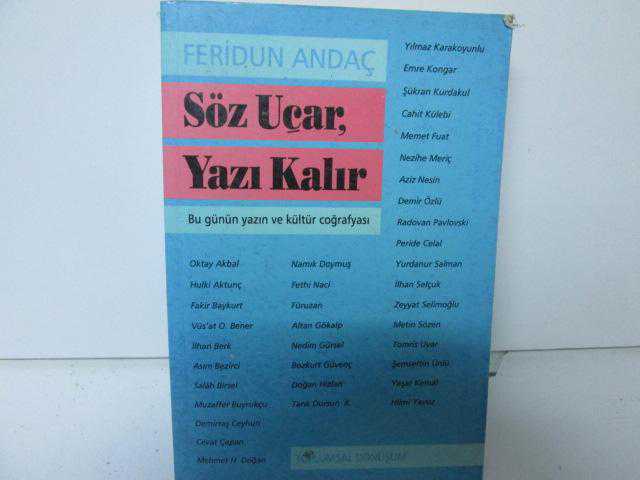 FERİDUN ANDAÇ
Söz Uçar,
Yazı Kalır
Bu günün yazın ve kültür coğrafyası
Oktay Akbal
Hulki Aktunç
Fakir Baykurt
Vüs'at O. Bener
İlhan Berk
Asım Bezirci
Salâh Birsel
Muzaffer Buyrukçu
Demirtaş Ceyhun
Cevat Çapan
Mehmet H. Doğan
Namık Doymuş
Fethi Naci
Füruzan
Altan Gökalp
Nedim Gürsel
Bozkurt Güvenç
Doğan Hızlan
Tarık Dursun K.
Yılmaz Karakoyunlu
Emre Kongar
Şükran Kurdakul
Cahit Külebi
Memet Fuat
Nezihe Meriç
Aziz Nesin
Demir Özlü
Radovan Pavlovski
Peride Celal
Yurdanur Salman
İlhan Selçuk
Zeyyat Selimoğlu
Metin Sözen
Tomris Uyar
Şemsettin Ünlü
Yaşar Kemal
Hilmi Yavuz
TOPLUMSAL DÖNÜŞÜM